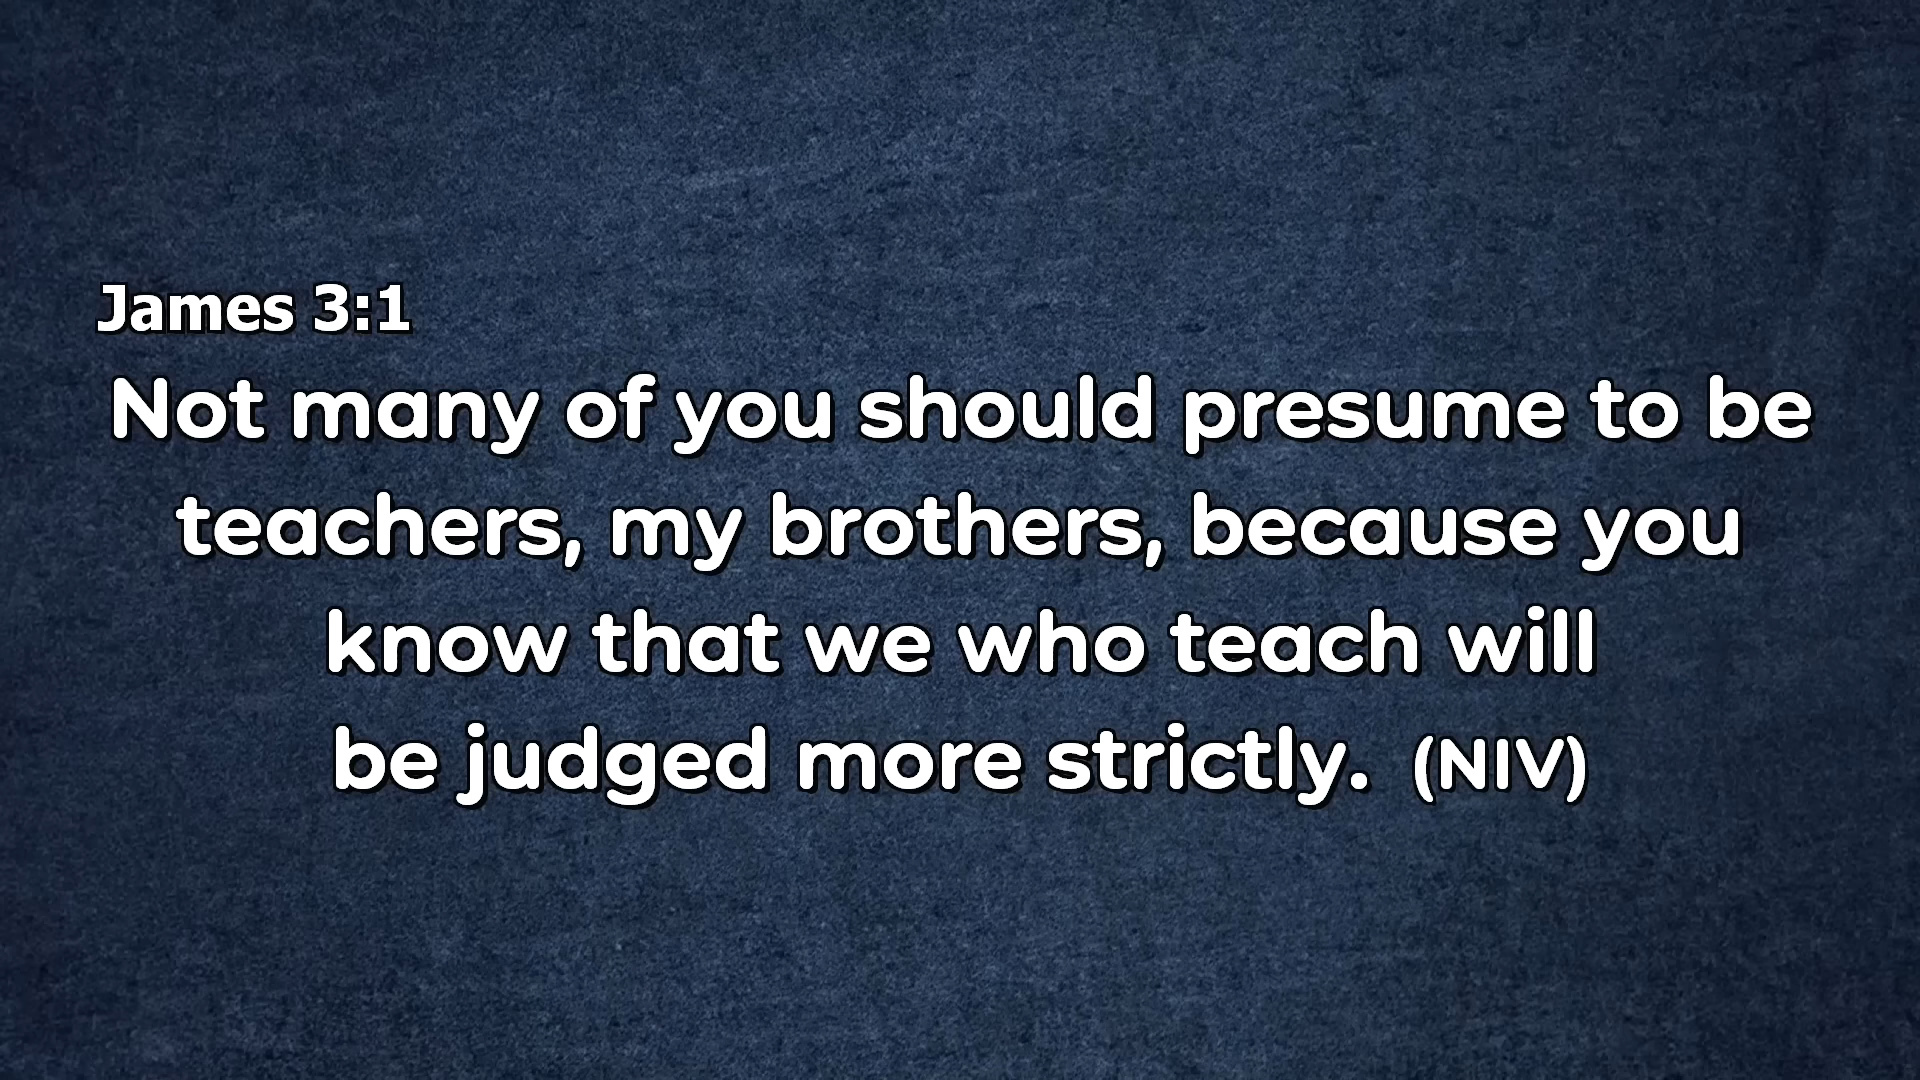 James 3:1
Not many of you should presume to be
teachers, my brothers, because you
know that we who teach will
be judged more strictly. (NIV)